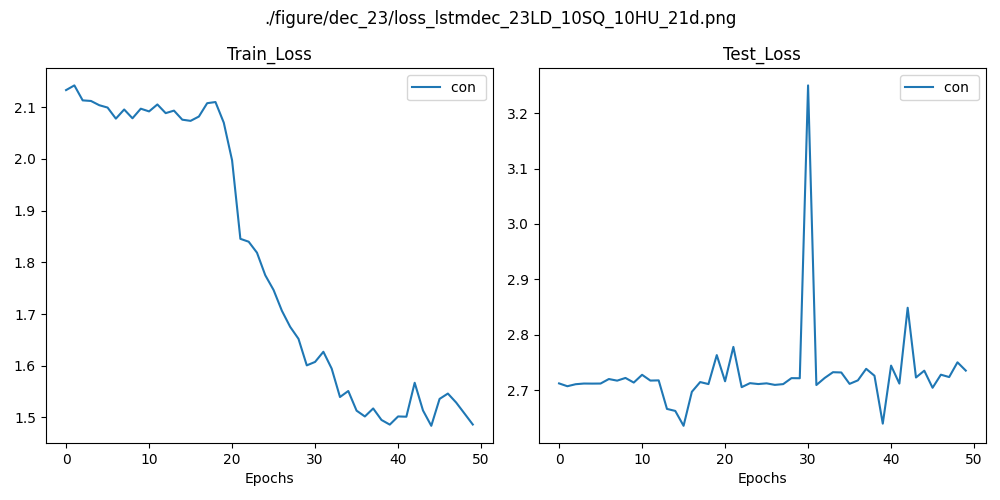 ./figure/dec_23/loss_lstmdec_23LD_10SQ_10HU_21d.png
Train_Loss
con
2.1
2.0
1.9
1.8
1.7
1.6
1.5
0 10 20 30 40 50
Epochs
Test_Loss
con
3.2
3.1
3.0
2.9
2.8
2.7
0 10 20 30 40 50
Epochs